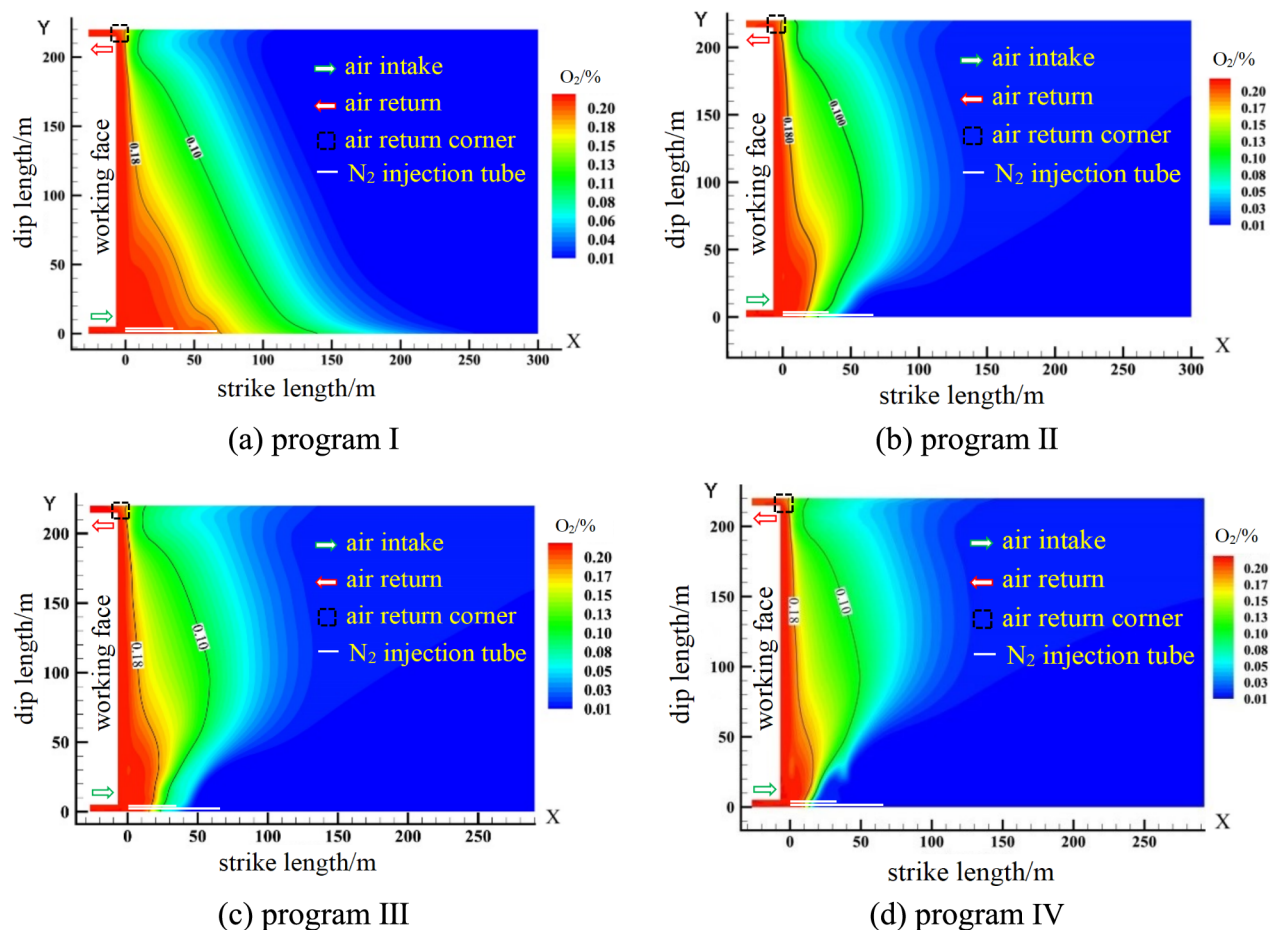 Y
200
150
100
50
0
dip length/m
working face
0.18
0.10
air intake
air return
air return corner
N₂ injection tube
O₂/%
0.20
0.18
0.15
0.13
0.11
0.08
0.06
0.04
0.01
0
50
100
150
200
250
300
X
strike length/m
(a) program I
Y
200
150
100
50
0
dip length/m
working face
0.180
0.100
air intake
air return
air return corner
N₂ injection tube
O₂/%
0.20
0.17
0.15
0.13
0.10
0.08
0.05
0.03
0.01
0
50
100
150
200
250
300
X
strike length/m
(b) program II
Y
200
150
100
50
0
dip length/m
working face
0.18
0.10
air intake
air return
air return corner
N₂ injection tube
O₂/%
0.20
0.17
0.15
0.13
0.10
0.08
0.05
0.03
0.01
0
50
100
150
200
250
X
strike length/m
(c) program III
Y
200
150
100
50
0
dip length/m
working face
0.18
0.10
air intake
air return
air return corner
N₂ injection tube
O₂/%
0.20
0.17
0.15
0.13
0.10
0.08
0.05
0.03
0.01
0
50
100
150
200
250
X
strike length/m
(d) program IV